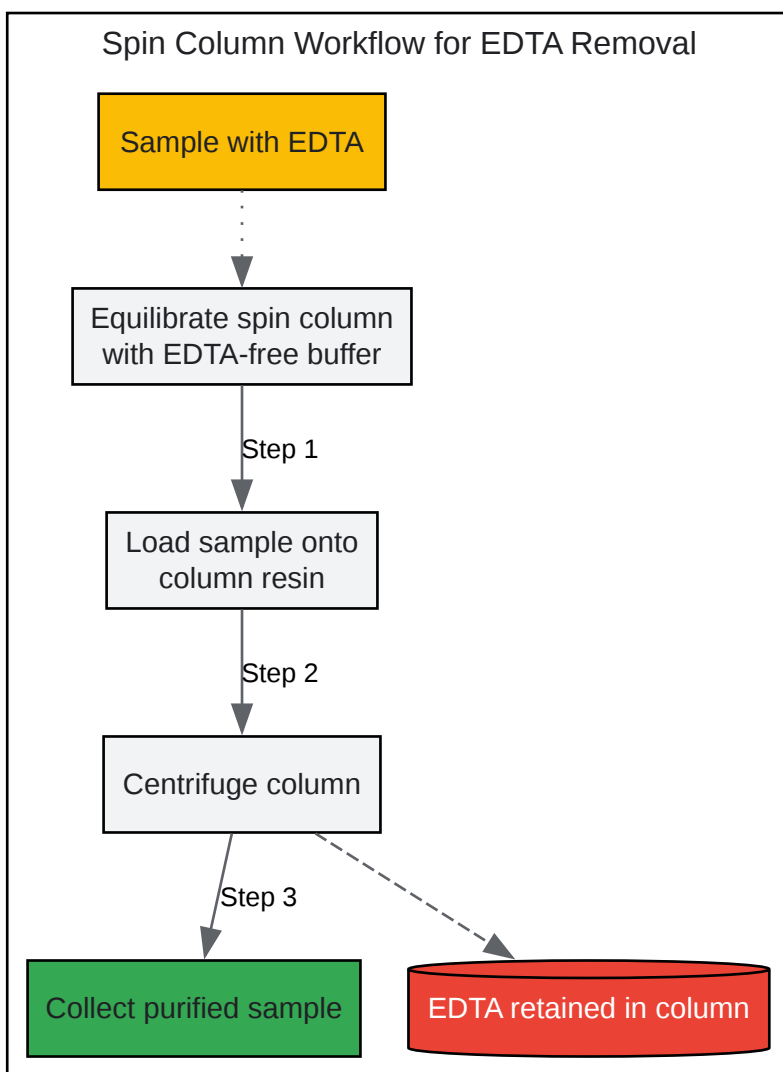 Spin Column Workflow for EDTA Removal
Sample with EDTA
Equilibrate spin column
with EDTA-free buffer
Step 1
Load sample onto
column resin
Step 2
Centrifuge column
Step 3
Collect purified sample
EDTA retained in column